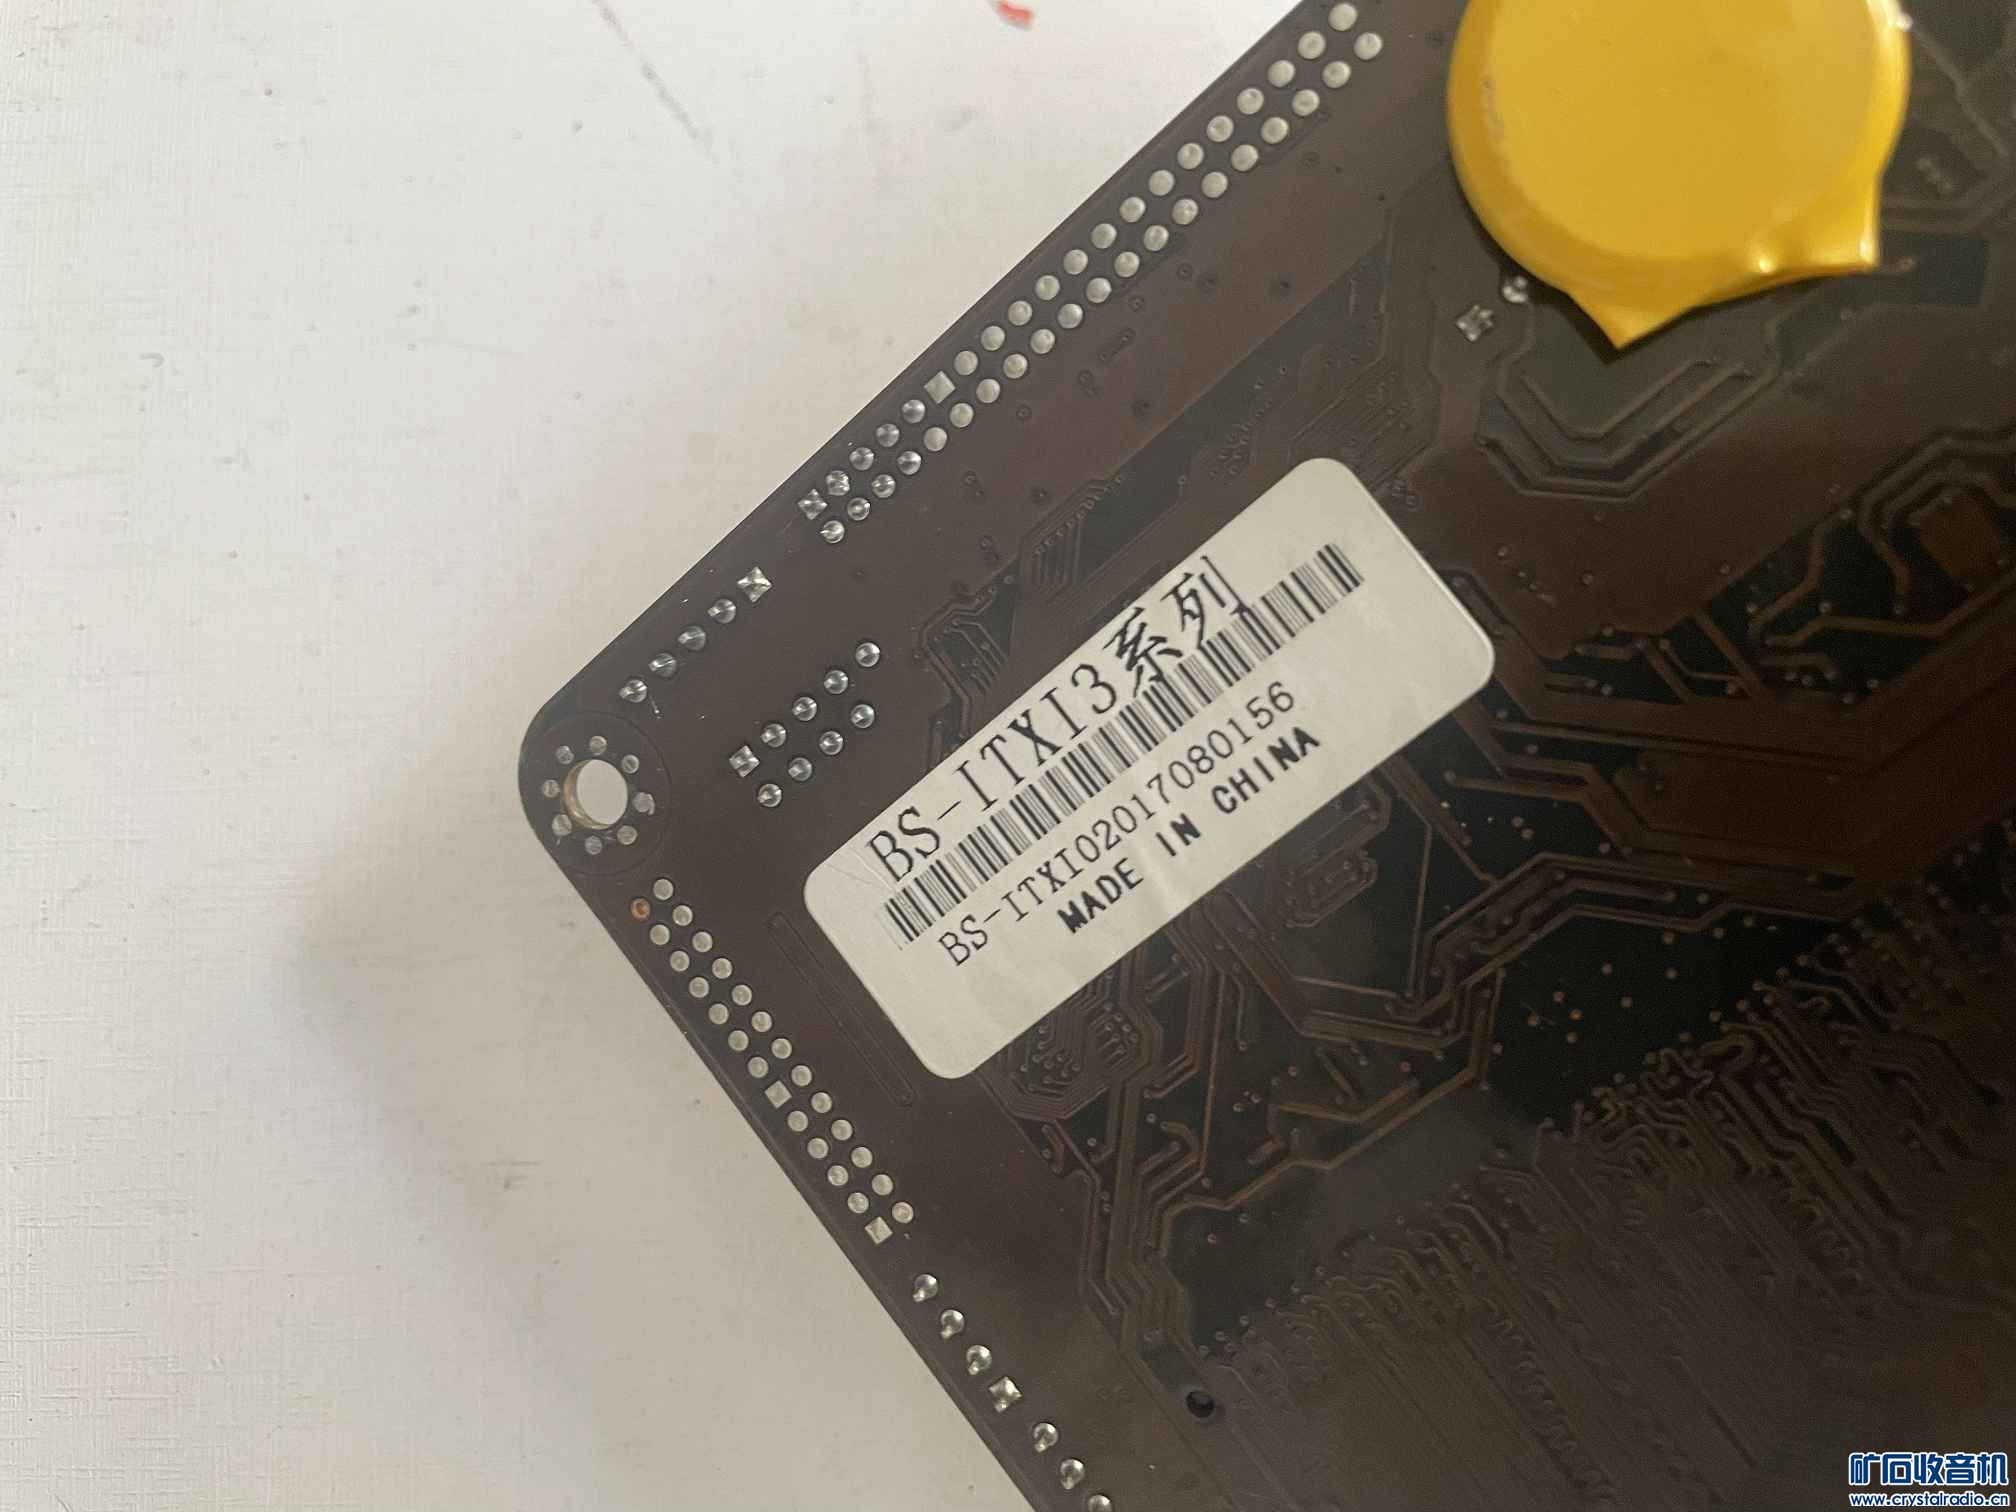 BS-ITXI3系列
BS-ITXI02017080156
MADE IN CHINA
矿石收音机
www.crystalradio.cn